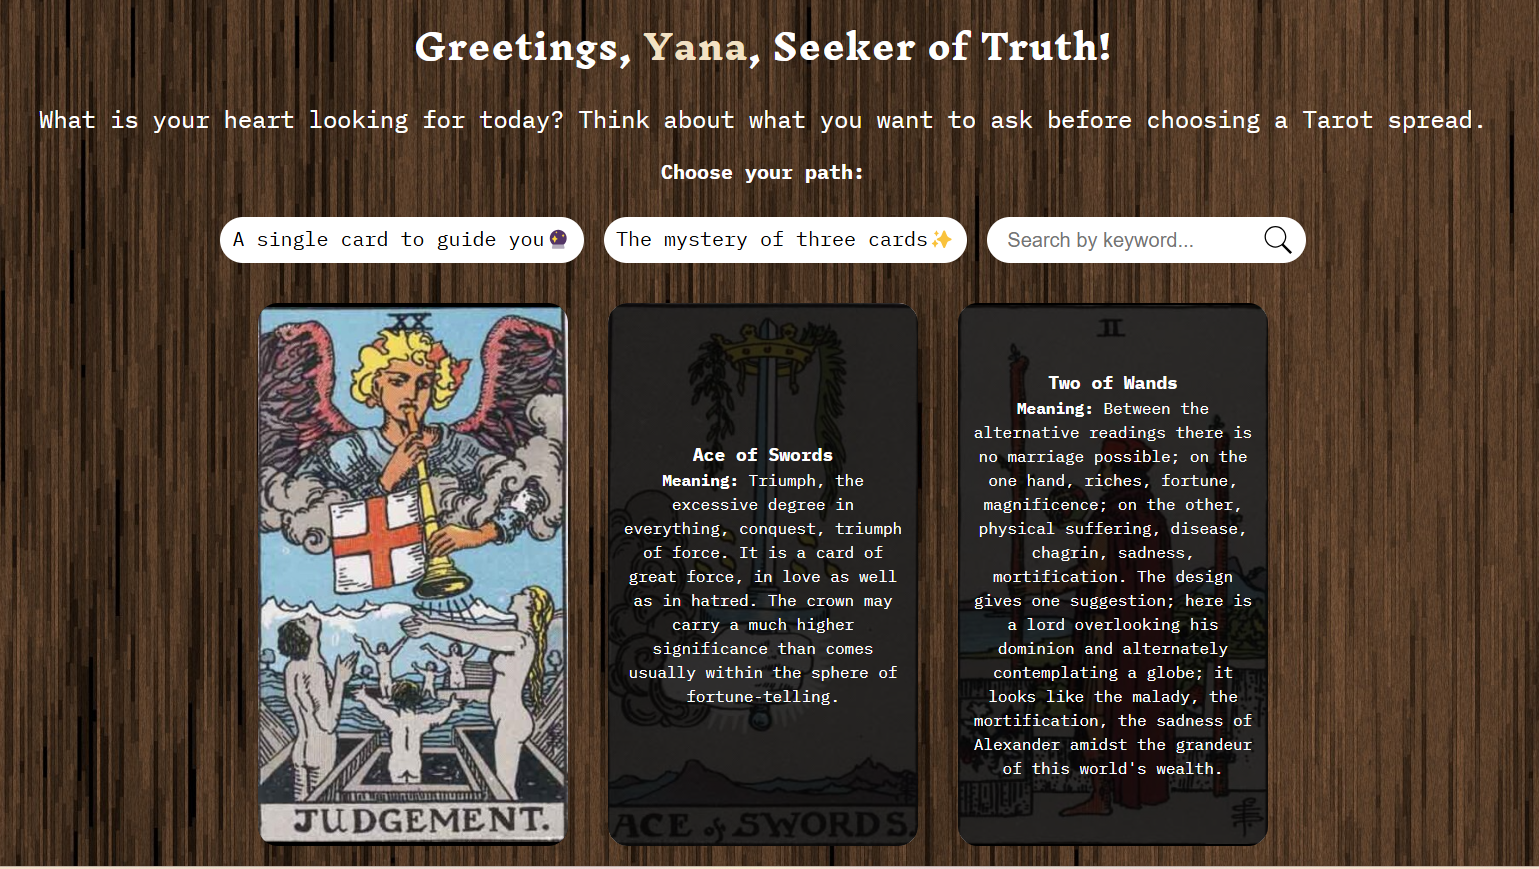 Greetings, Yana, Seeker of Truth!
What is your heart looking for today? Think about what you want to ask before choosing a Tarot spread.
Choose your path:
A single card to guide you🔮
The mystery of three cards✨
Search by keyword...
XX
JUDGEMENT.
Ace of Swords
Meaning: Triumph, the
excessive degree in
everything, conquest, triumph
of force. It is a card of
great force, in love as well
as in hatred. The crown may
carry a much higher
significance than comes
usually within the sphere of
fortune-telling.
ACE of SWORDS.
II
Two of Wands
Meaning: Between the
alternative readings there is
no marriage possible; on the
one hand, riches, fortune,
magnificence; on the other,
physical suffering, disease,
chagrin, sadness,
mortification. The design
gives one suggestion; here is
a lord overlooking his
dominion and alternately
contemplating a globe; it
looks like the malady, the
mortification, the sadness of
Alexander amidst the grandeur
of this world's wealth.